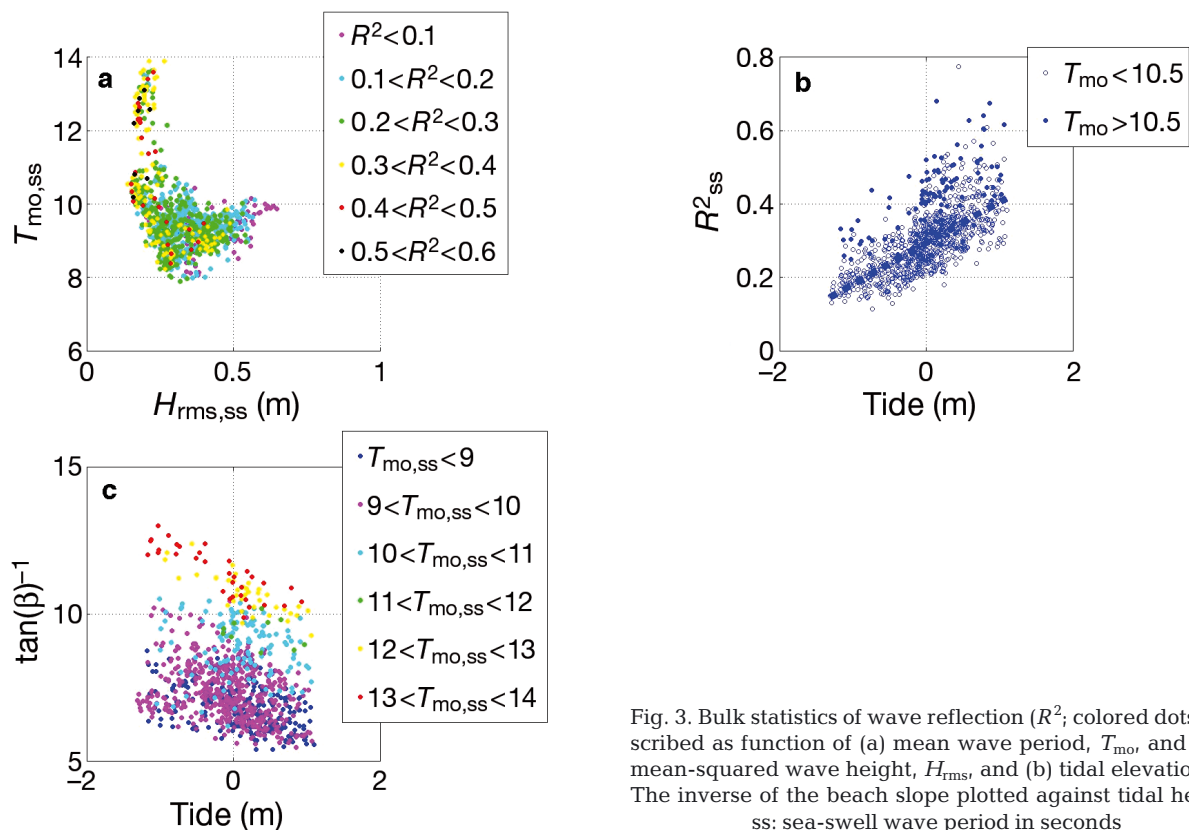 a
14
12
10
8
6
0
0.5
1
T_mo,ss
H_rms,ss (m)
R²<0.1
0.1<R²<0.2
0.2<R²<0.3
0.3<R²<0.4
0.4<R²<0.5
0.5<R²<0.6
b
0.8
0.6
0.4
0.2
0
−2
0
2
R²_ss
Tide (m)
T_mo<10.5
T_mo>10.5
c
15
10
5
−2
0
2
tan(β)⁻¹
Tide (m)
T_mo,ss<9
9<T_mo,ss<10
10<T_mo,ss<11
11<T_mo,ss<12
12<T_mo,ss<13
13<T_mo,ss<14
Fig. 3. Bulk statistics of wave reflection (R²; colored dots
scribed as function of (a) mean wave period, T_mo, and
mean-squared wave height, H_rms, and (b) tidal elevatio
The inverse of the beach slope plotted against tidal he
ss: sea-swell wave period in seconds